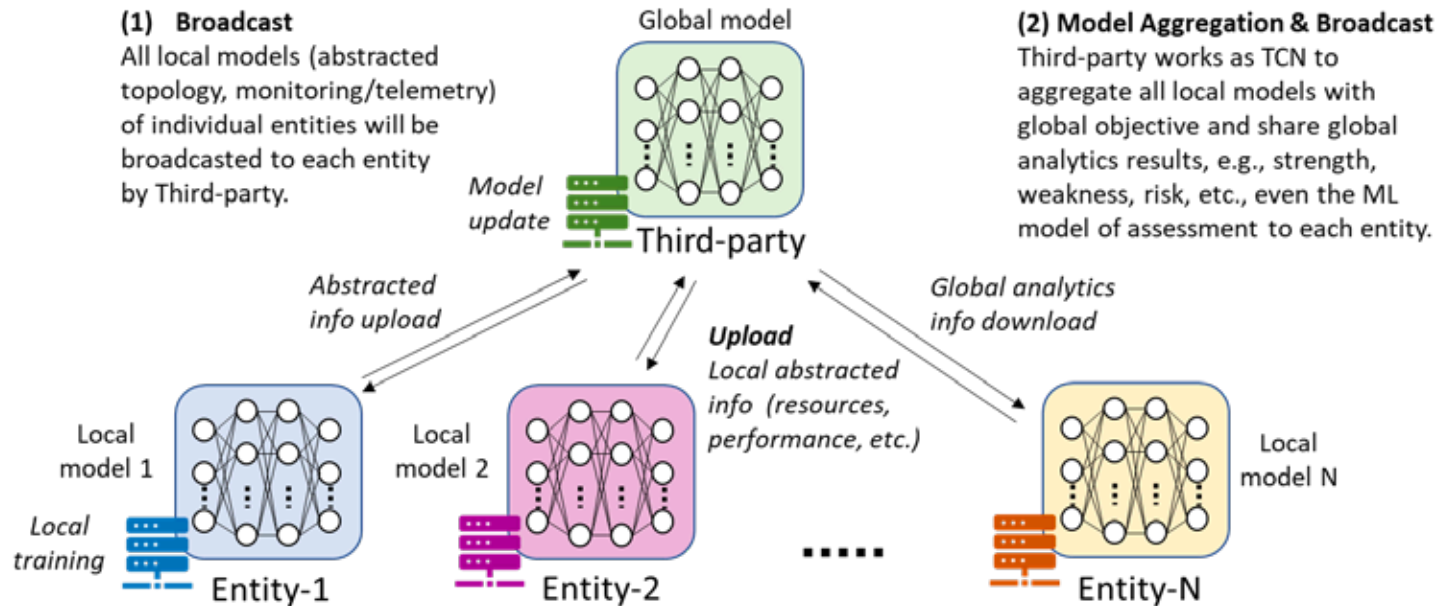 (1) Broadcast
All local models (abstracted
topology, monitoring/telemetry)
of individual entities will be
broadcasted to each entity
by Third-party.
Global model
Model
update
Third-party
(2) Model Aggregation & Broadcast
Third-party works as TCN to
aggregate all local models with
global objective and share global
analytics results, e.g., strength,
weakness, risk, etc., even the ML
model of assessment to each entity.
Abstracted
info upload
Upload
Local abstracted
info (resources,
performance, etc.)
Global analytics
info download
Local
model 1
Local
training
Entity-1
Local
model 2
Entity-2
Local
model N
Entity-N